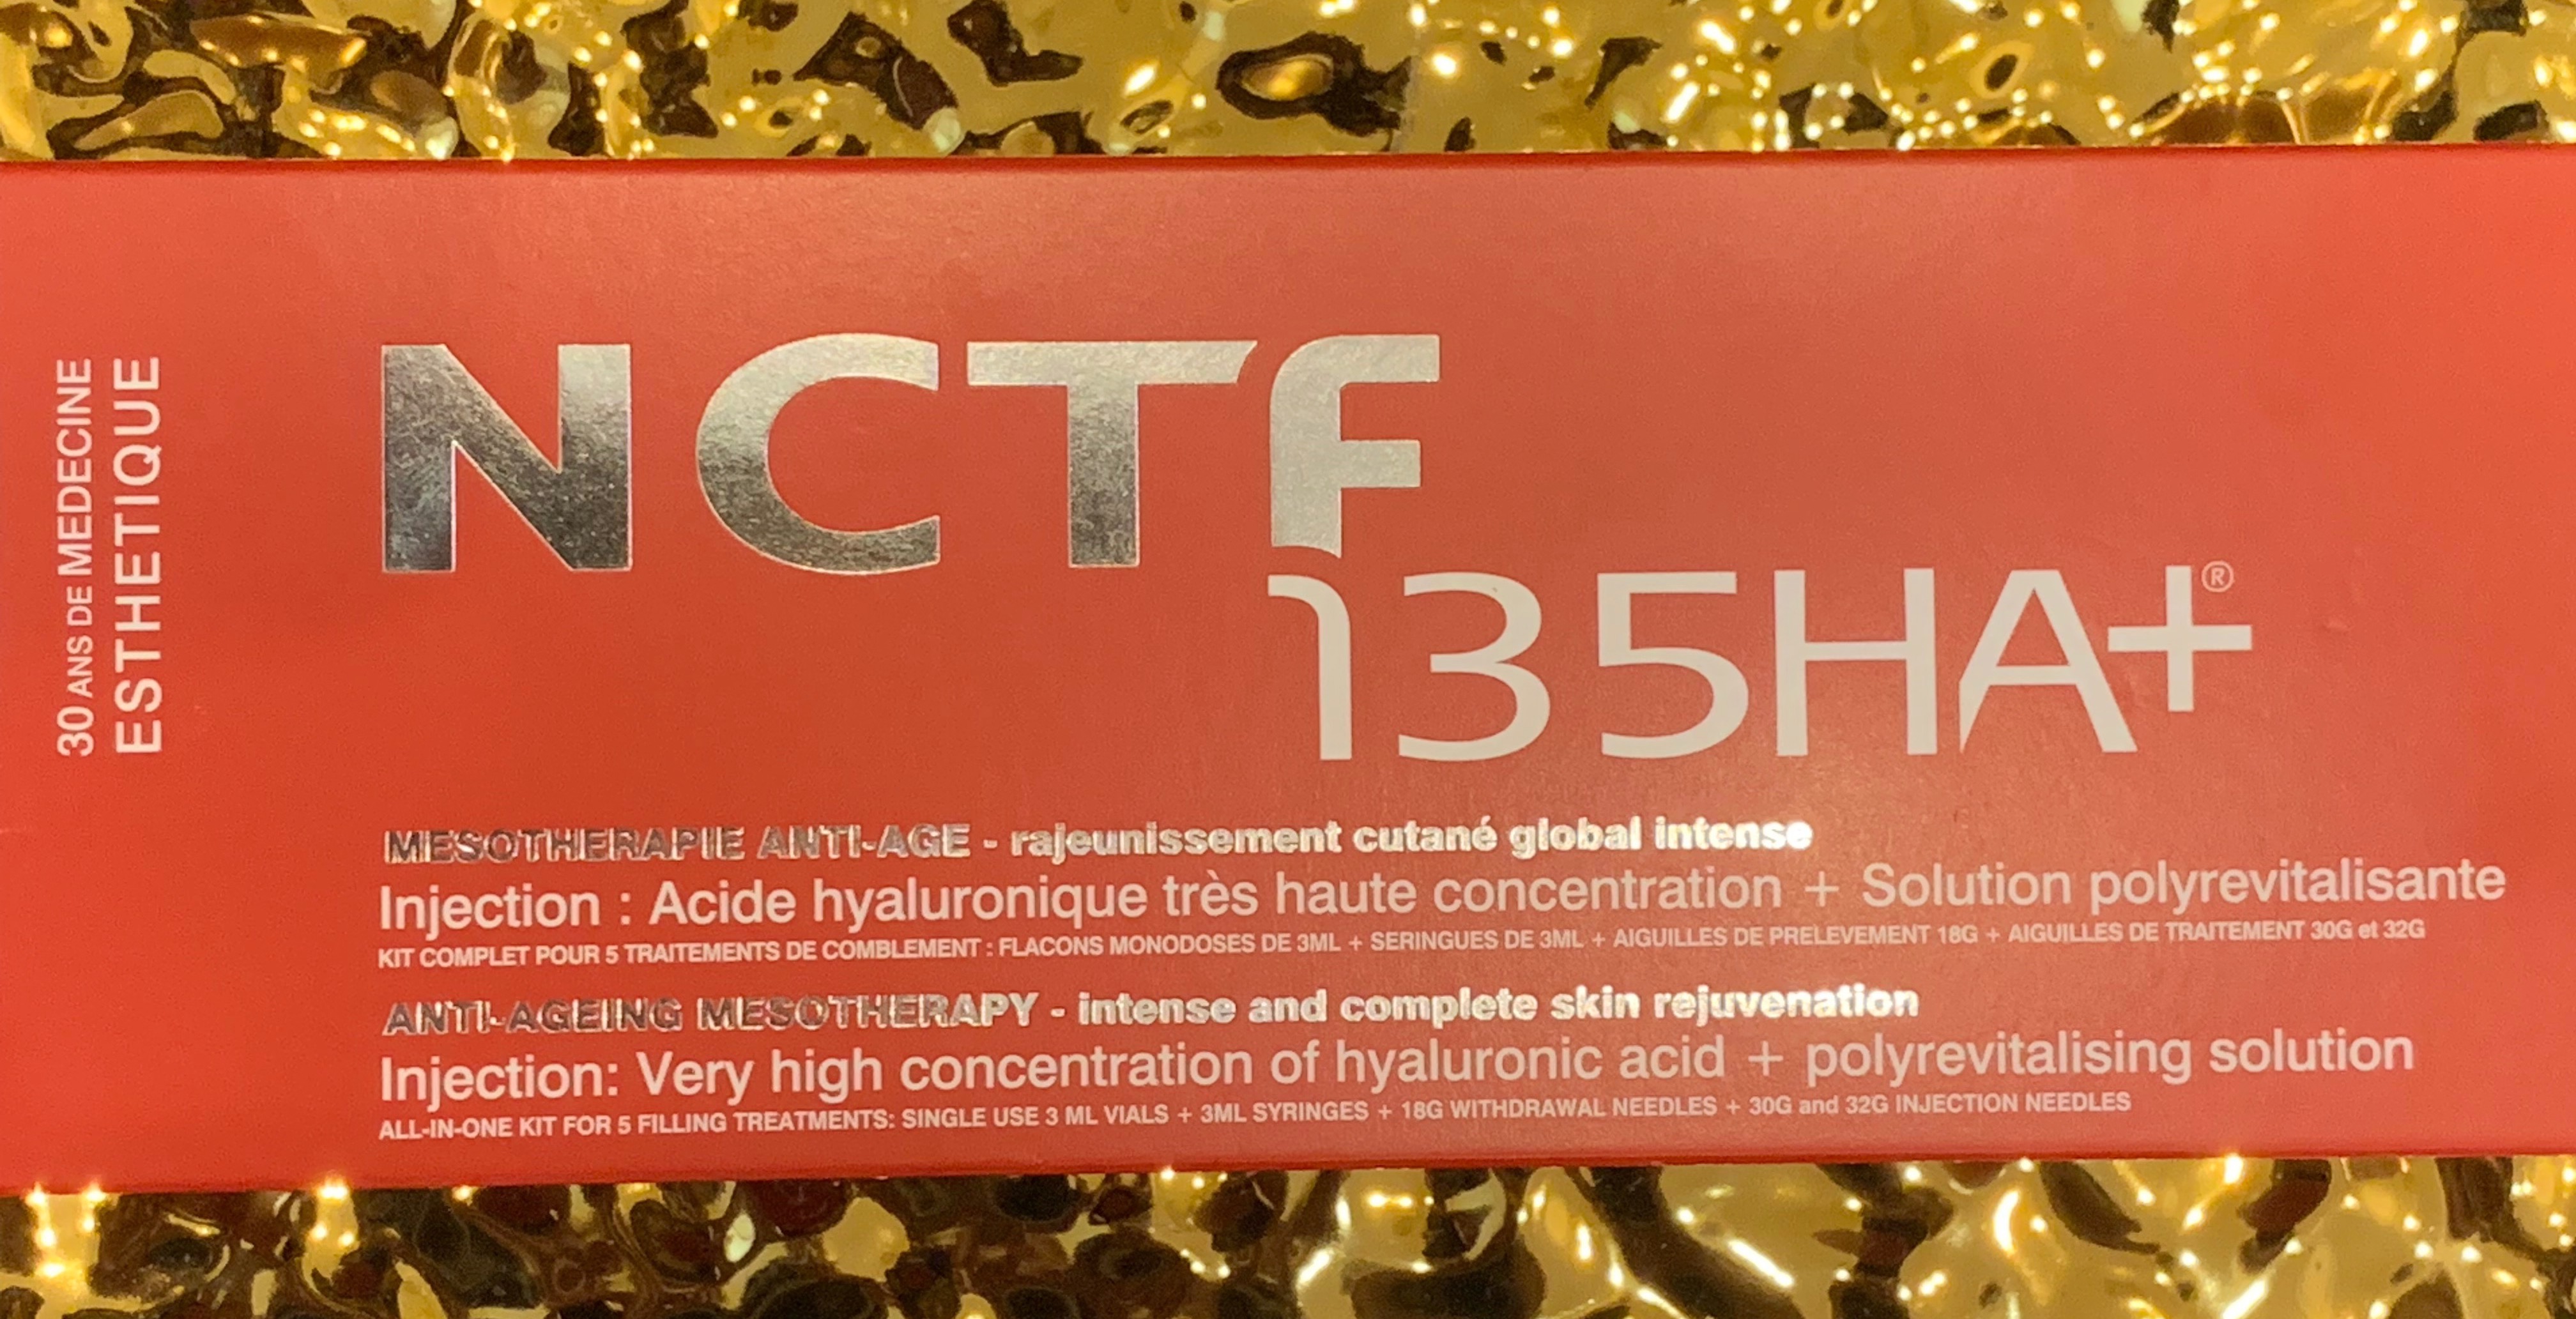 30 ANS DE MEDECINE
ESTHETIQUE
NCTF
135HA+®
MESOTHERAPIE ANTI-AGE - rajeunissement cutané global intense
Injection : Acide hyaluronique très haute concentration + Solution polyrevitalisante
KIT COMPLET POUR 5 TRAITEMENTS DE COMBLEMENT : FLACONS MONODOSES DE 3ML + SERINGUES DE 3ML + AIGUILLES DE PRELEVEMENT 18G + AIGUILLES DE TRAITEMENT 30G et 32G
ANTI-AGEING MESOTHERAPY - intense and complete skin rejuvenation
Injection: Very high concentration of hyaluronic acid + polyrevitalising solution
ALL-IN-ONE KIT FOR 5 FILLING TREATMENTS: SINGLE USE 3 ML VIALS + 3ML SYRINGES + 18G WITHDRAWAL NEEDLES + 30G and 32G INJECTION NEEDLES